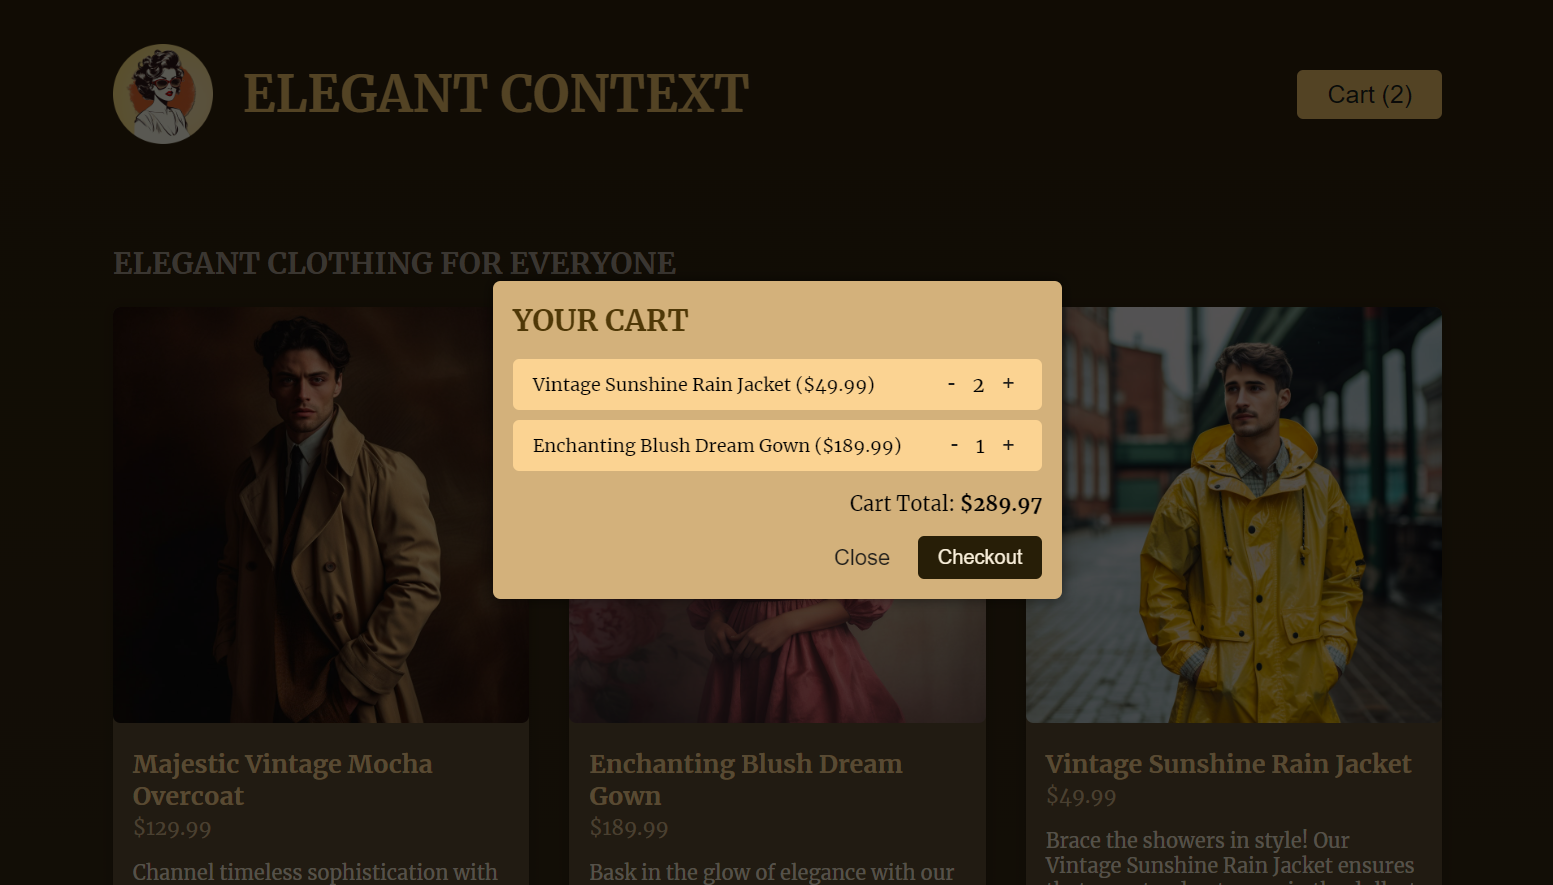 ELEGANT CONTEXT
Cart (2)
ELEGANT CLOTHING FOR EVERYONE
YOUR CART
Vintage Sunshine Rain Jacket ($49.99) - 2 +
Enchanting Blush Dream Gown ($189.99) - 1 +
Cart Total: $289.97
Close Checkout
Majestic Vintage Mocha
Overcoat
$129.99
Channel timeless sophistication with
Enchanting Blush Dream
Gown
$189.99
Bask in the glow of elegance with our
Vintage Sunshine Rain Jacket
$49.99
Brace the showers in style! Our
Vintage Sunshine Rain Jacket ensures